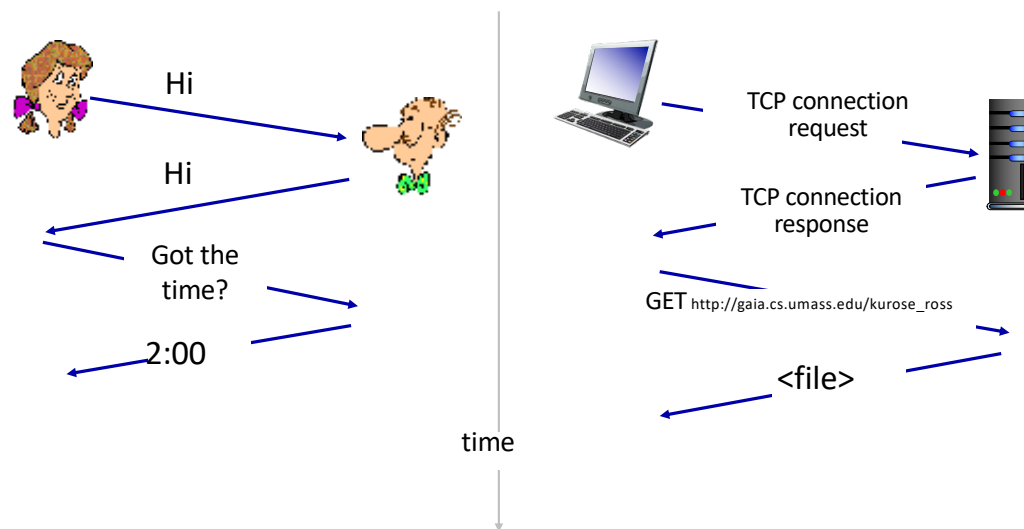 Hi
Hi
Got the
time?
2:00
time
TCP connection
request
TCP connection
response
GET http://gaia.cs.umass.edu/kurose_ross
<file>